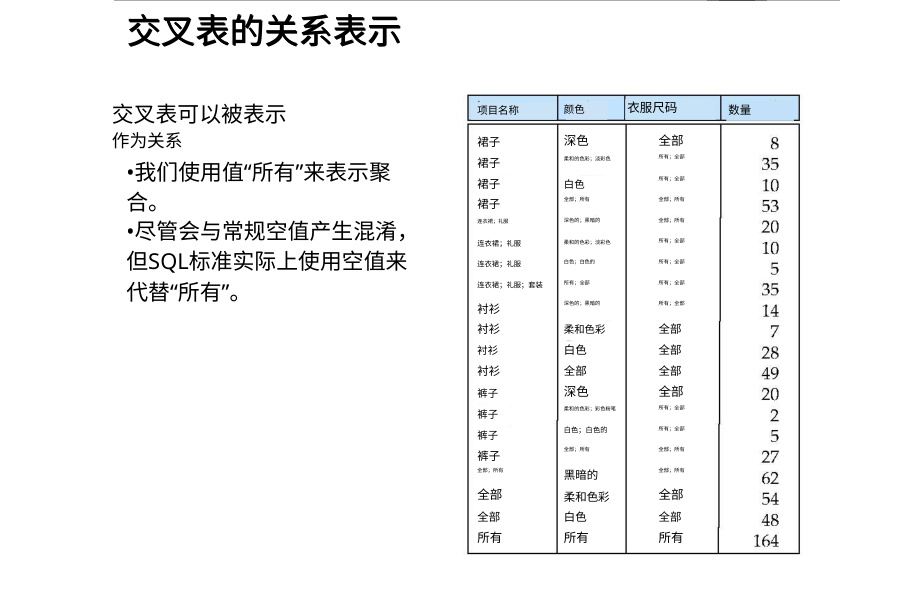 交叉表的关系表示
交叉表可以被表示
作为关系
•我们使用值“所有”来表示聚
合。
•尽管会与常规空值产生混淆，
但SQL标准实际上使用空值来
代替“所有”。
项目名称 颜色 衣服尺码 数量
裙子 深色 全部 8
裙子 柔和的色彩；淡彩色 所有；全部 35
裙子 白色 所有；全部 10
裙子 全部；所有 全部；所有 53
连衣裙；礼服 深色的；黑暗的 全部；所有 20
连衣裙；礼服 柔和的色彩；淡彩色 所有；全部 10
连衣裙；礼服 白色；白色的 所有；全部 5
连衣裙；礼服；套装 所有；全部 所有；全部 35
衬衫 深色的；黑暗的 所有；全部 14
衬衫 柔和色彩 全部 7
衬衫 白色 全部 28
衬衫 全部 全部 49
裤子 深色 全部 20
裤子 柔和的色彩；彩色粉笔 所有；全部 2
裤子 白色；白色的 所有；全部 5
裤子 全部；所有 全部；所有 27
全部；所有 黑暗的 全部；所有 62
全部 柔和色彩 全部 54
全部 白色 全部 48
所有 所有 所有 164